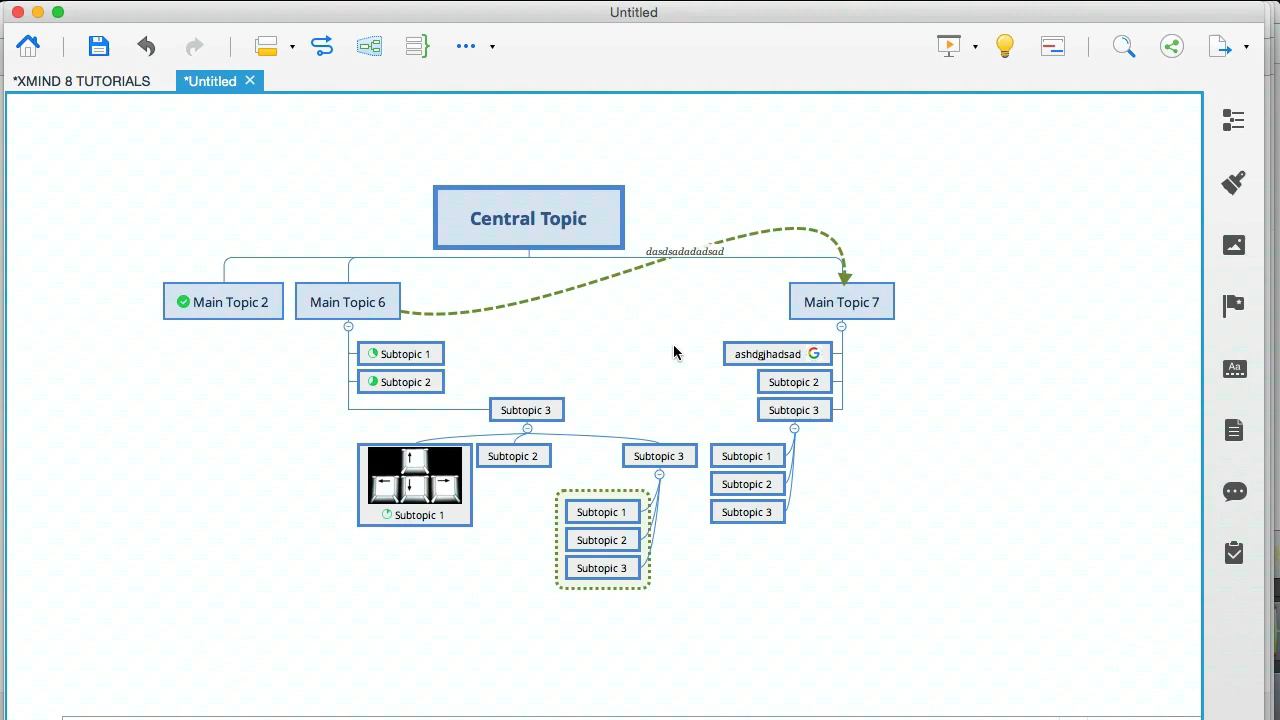 Untitled
*XMIND 8 TUTORIALS
*Untitled
Central Topic
dasdsadadadsad
Main Topic 2
Main Topic 6
Main Topic 7
Subtopic 1
ashdgjhadsad
Subtopic 2
Subtopic 2
Subtopic 3
Subtopic 3
Subtopic 2
Subtopic 3
Subtopic 1
Subtopic 2
Subtopic 1
Subtopic 1
Subtopic 3
Subtopic 2
Subtopic 3
Aa